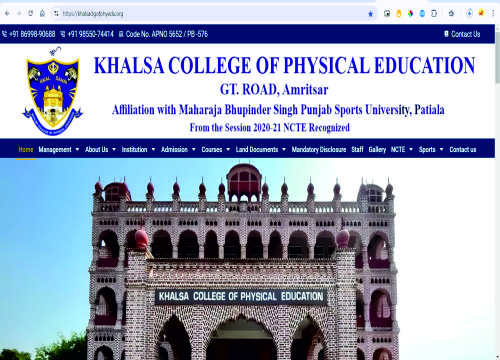 https://khalsadgofphyedu.org
+91 86998-90688 +91 98550-74414 Code No. APNO 5652 / PB -576 Contact Us
KHALSA COLLEGE OF PHYSICAL EDUCATION
GT. ROAD, Amritsar
Affiliation with Maharaja Bhupinder Singh Punjab Sports University, Patiala
From the Session 2020-21 NCTE Recognized
Home Management About Us Institution Admission Courses Land Documents Mandatory Disclosure Staff Gallery NCTE Sports Contact us
KHALSA COLLEGE OF PHYSICAL EDUCATION